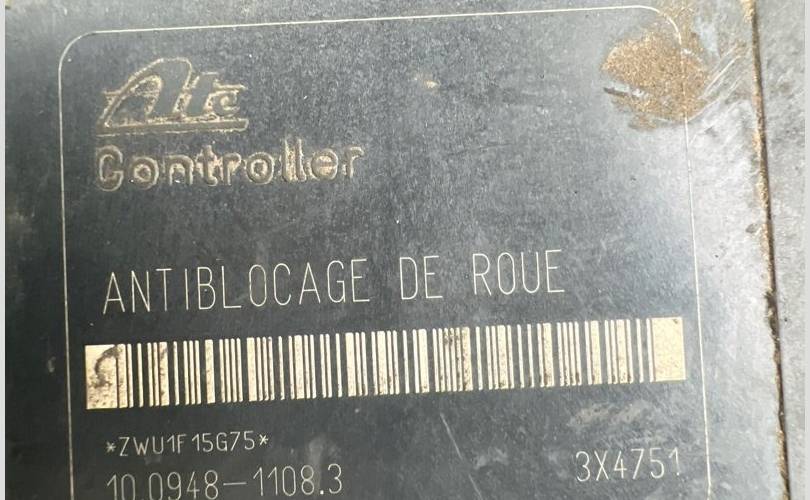 Ate
Controller
ANTIBLOCAGE DE ROUE
*ZWU1F15G75*
10.0948-1108.3
3X4751